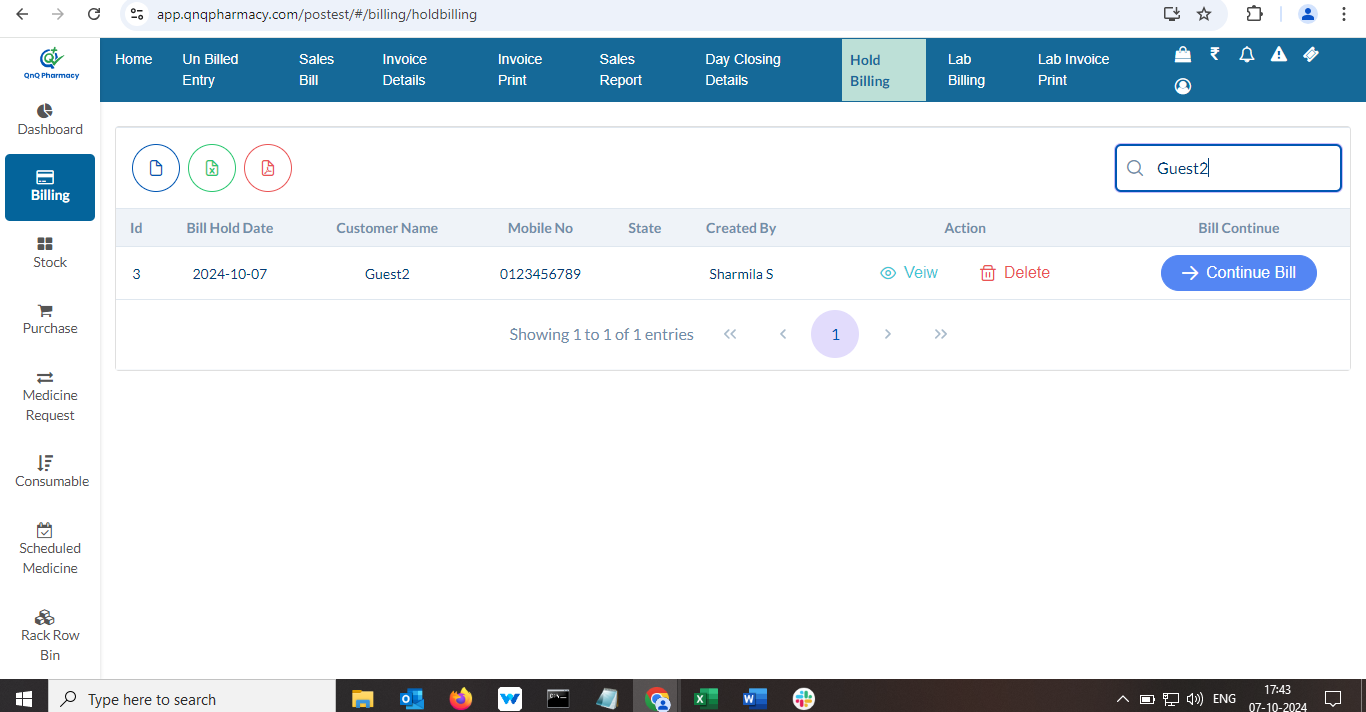 app.qnqpharmacy.com/postest/#/billing/holdbilling
QnQ Pharmacy
Home
Un Billed
Entry
Sales
Bill
Invoice
Details
Invoice
Print
Sales
Report
Day Closing
Details
Hold
Billing
Lab
Billing
Lab Invoice
Print
Dashboard
Billing
Stock
Purchase
Medicine
Request
Consumable
Scheduled
Medicine
Rack Row
Bin
Guest2
Id Bill Hold Date Customer Name Mobile No State Created By Action Bill Continue
3 2024-10-07 Guest2 0123456789 Sharmila S Veiw Delete Continue Bill
Showing 1 to 1 of 1 entries << < 1 > >>
Type here to search
ENG
17:43
07-10-2024